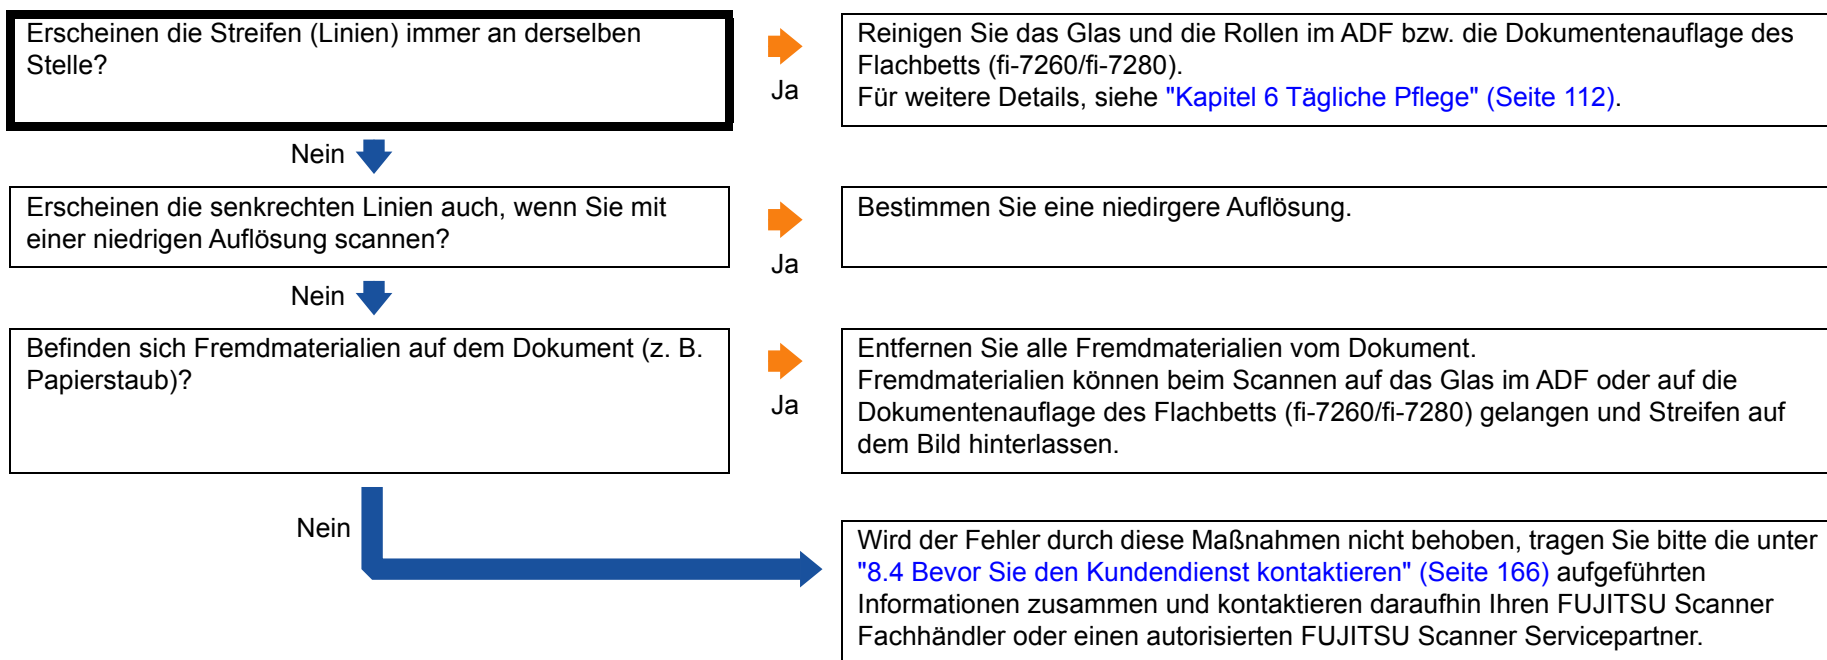 Erscheinen die Streifen (Linien) immer an derselben
Stelle?
Ja
Reinigen Sie das Glas und die Rollen im ADF bzw. die Dokumentenauflage des
Flachbetts (fi-7260/fi-7280).
Für weitere Details, siehe "Kapitel 6 Tägliche Pflege" (Seite 112).
Nein
Erscheinen die senkrechten Linien auch, wenn Sie mit
einer niedrigen Auflösung scannen?
Ja
Bestimmen Sie eine niedirgere Auflösung.
Nein
Befinden sich Fremdmaterialien auf dem Dokument (z. B.
Papierstaub)?
Ja
Entfernen Sie alle Fremdmaterialien vom Dokument.
Fremdmaterialien können beim Scannen auf das Glas im ADF oder auf die
Dokumentenauflage des Flachbetts (fi-7260/fi-7280) gelangen und Streifen auf
dem Bild hinterlassen.
Nein
Wird der Fehler durch diese Maßnahmen nicht behoben, tragen Sie bitte die unter
"8.4 Bevor Sie den Kundendienst kontaktieren" (Seite 166) aufgeführten
Informationen zusammen und kontaktieren daraufhin Ihren FUJITSU Scanner
Fachhändler oder einen autorisierten FUJITSU Scanner Servicepartner.